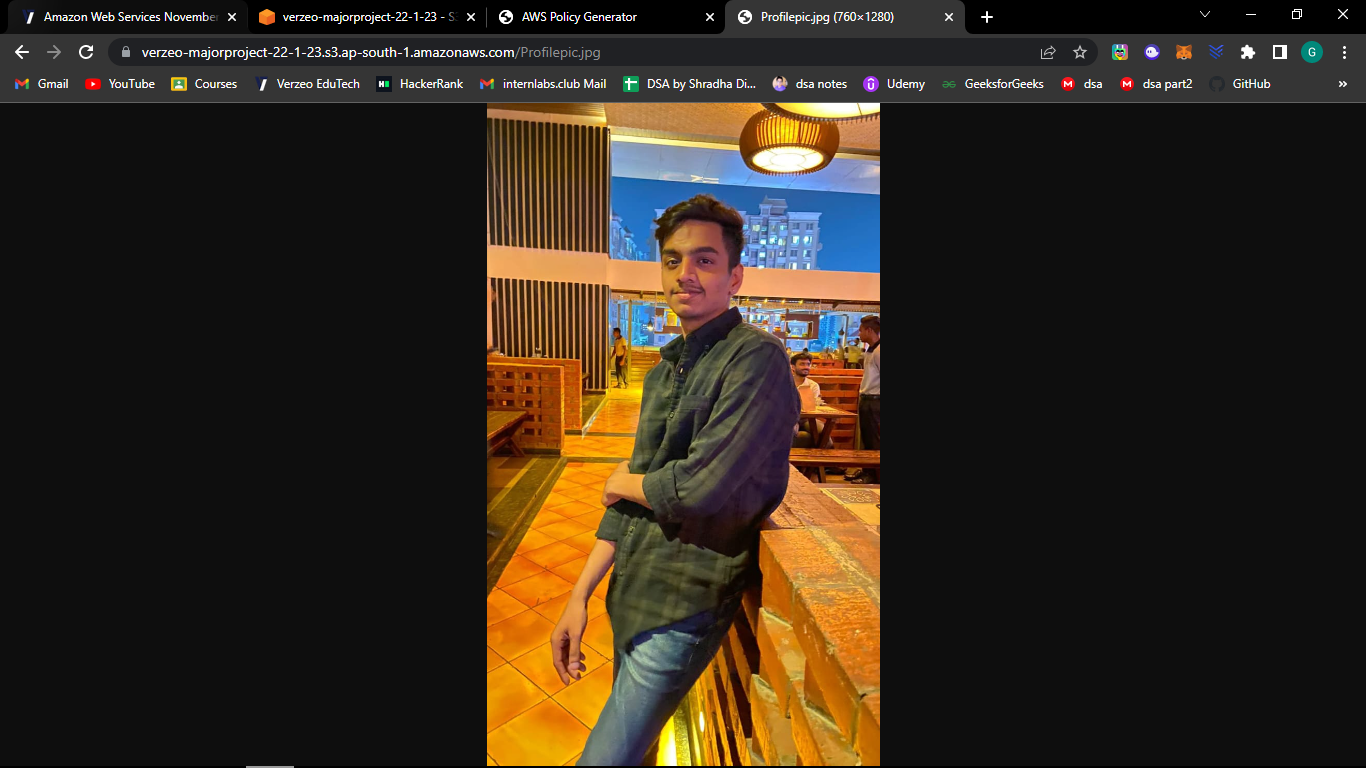 Amazon Web Services November
verzeo-majorproject-22-1-23 - S3
AWS Policy Generator
Profilepic.jpg (760×1280)
verzeo-majorproject-22-1-23.s3.ap-south-1.amazonaws.com/Profilepic.jpg
G
Gmail
YouTube
Courses
Verzeo EduTech
HackerRank
internlabs.club Mail
DSA by Shradha Di...
dsa notes
Udemy
GeeksforGeeks
dsa
dsa part2
GitHub
»